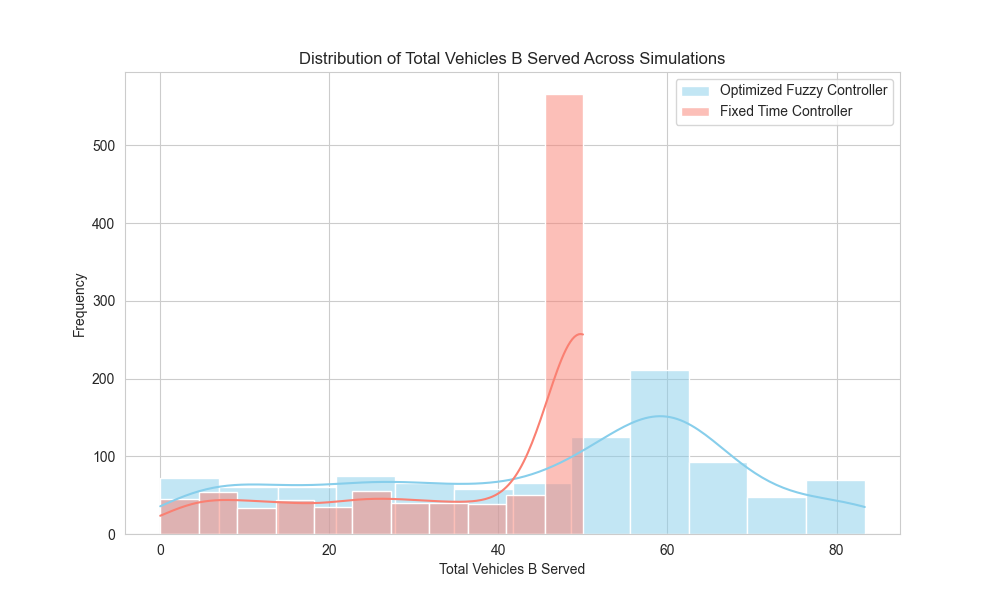 Distribution of Total Vehicles B Served Across Simulations
Optimized Fuzzy Controller
Fixed Time Controller
Frequency
500
400
300
200
100
0
0 20 40 60 80
Total Vehicles B Served